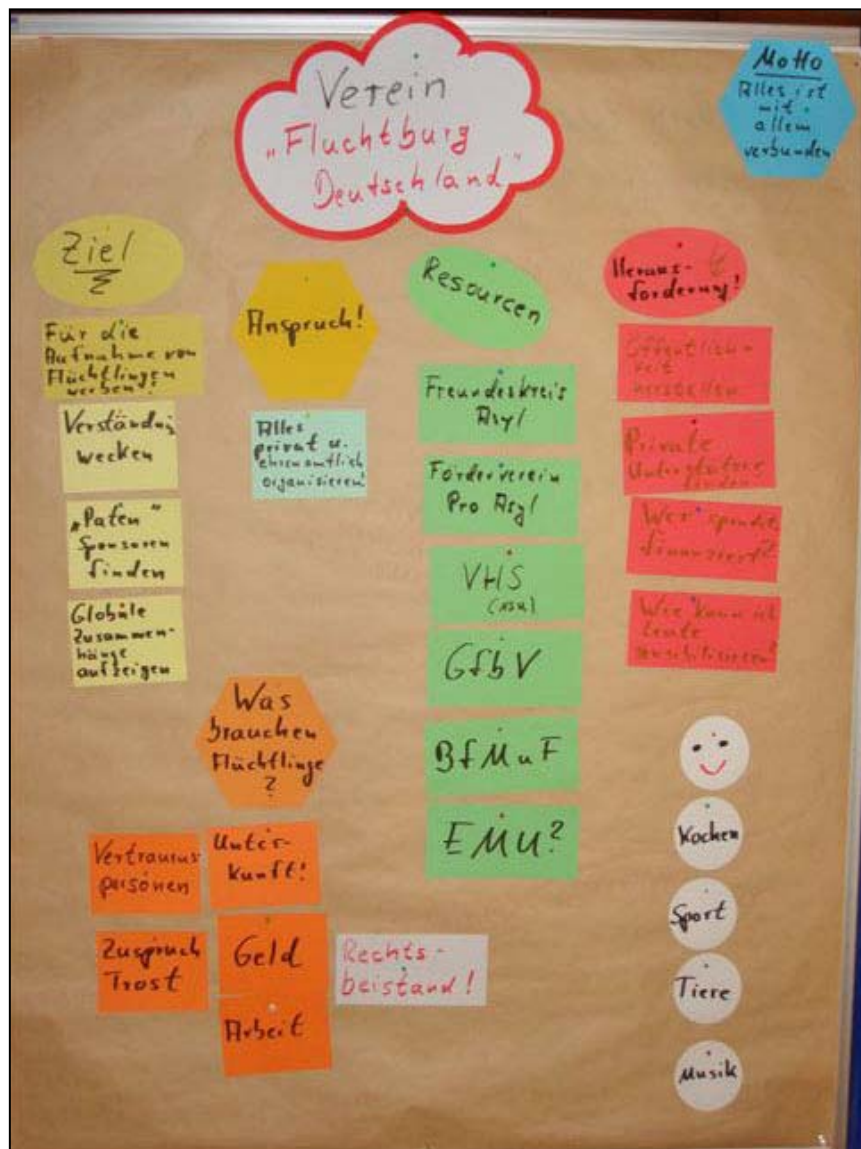 Verein
„Fluchtburg
Deutschland"
Motto
Alles ist
mit
allem
verbunden
Ziel
Für die
Aufnahme von
Flüchtlingen
werben!
Verständnis
wecken
„Paten"
Sponsoren
finden
Globale
Zusammen-
hänge
aufzeigen
Anspruch!
Alles
privat u.
ehrenamtlich
organisieren!
Resourcen
Freundeskreis
Asyl
Förderverein
Pro Asyl
VHS
GfbV
BfMuF
EMU?
Heraus-
forderung!
Öffentlich-
keit
herstellen
Private
Unterstützung
finden
Wer
finanziert?
Wie kann ich
Leute
sensibilisieren?
Was
brauchen
Flüchtlinge
?
Vertrauens
personen
Unter-
kunft!
Zuspruch
Trost
Geld
Rechts-
beistand!
Arbeit
Kochen
Sport
Tiere
Musik